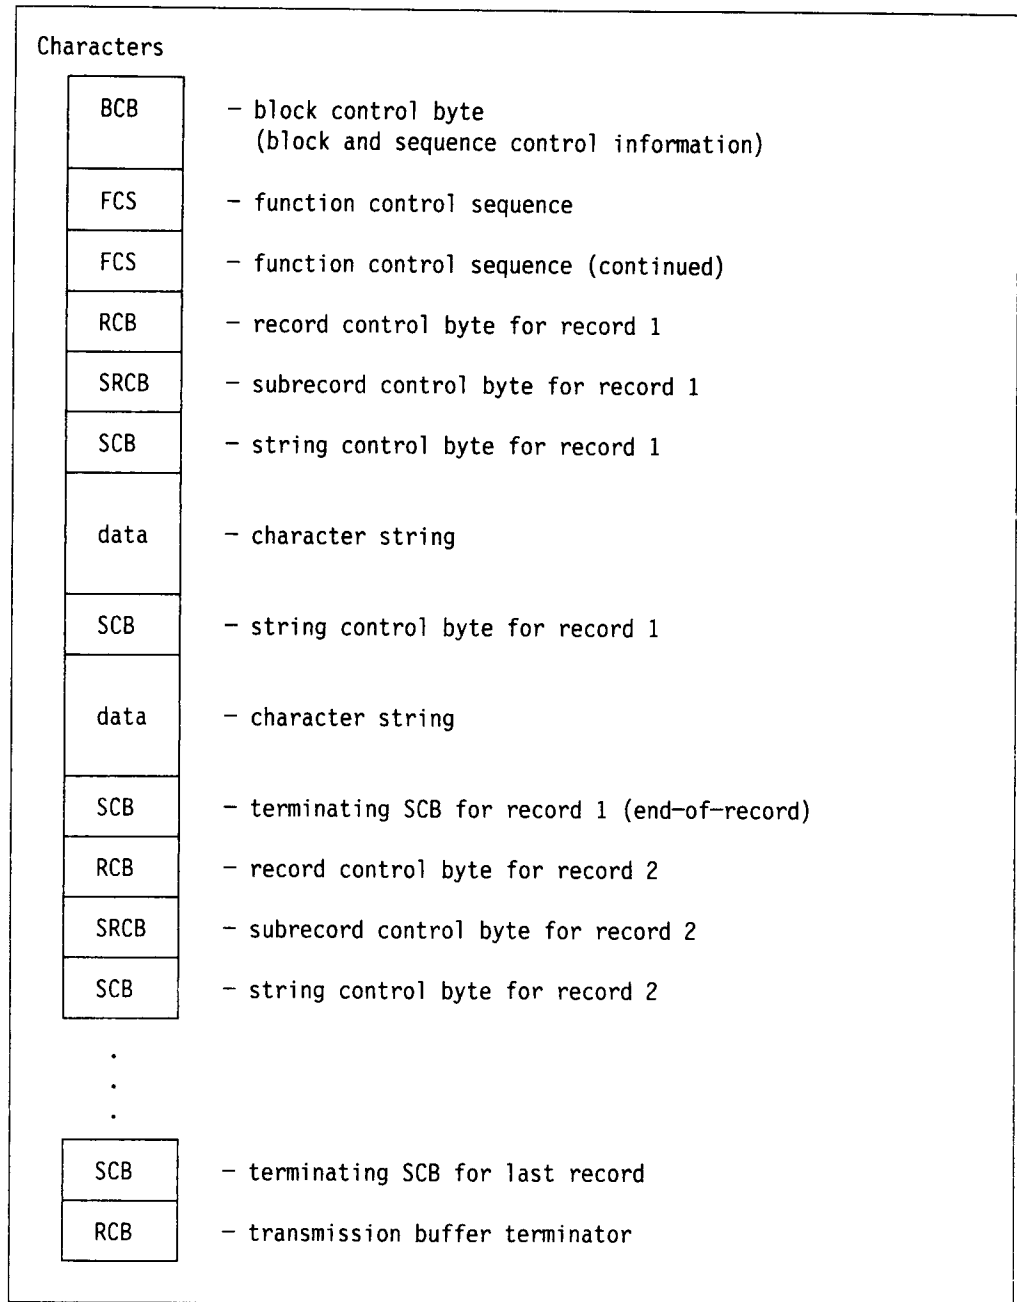 Characters
BCB – block control byte
(block and sequence control information)
FCS – function control sequence
FCS – function control sequence (continued)
RCB – record control byte for record 1
SRCB – subrecord control byte for record 1
SCB – string control byte for record 1
data – character string
SCB – string control byte for record 1
data – character string
SCB – terminating SCB for record 1 (end-of-record)
RCB – record control byte for record 2
SRCB – subrecord control byte for record 2
SCB – string control byte for record 2
.
.
.
SCB – terminating SCB for last record
RCB – transmission buffer terminator